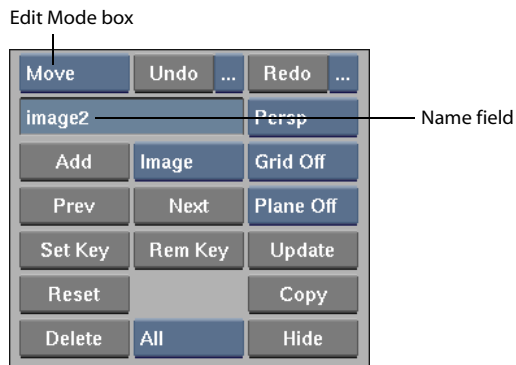 Edit Mode box
Move Undo ... Redo ...
image2 Persp Name field
Add Image Grid Off
Prev Next Plane Off
Set Key Rem Key Update
Reset Copy
Delete All Hide